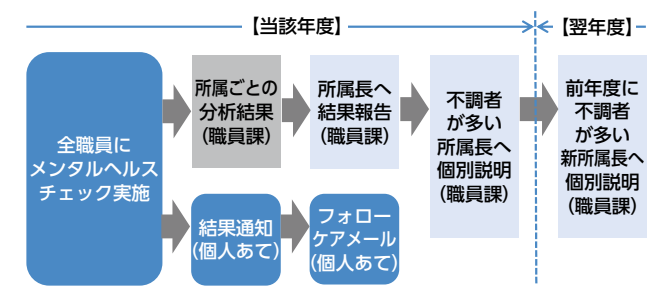 【当該年度】
【翌年度】
全職員に
メンタルヘルス
チェック実施
所属ごとの
分析結果
(職員課)
所属長へ
結果報告
(職員課)
不調者
が多い
所属長へ
個別説明
(職員課)
前年度に
不調者
が多い
新所属長へ
個別説明
(職員課)
結果通知
(個人あて)
フォロー
ケアメール
(個人あて)